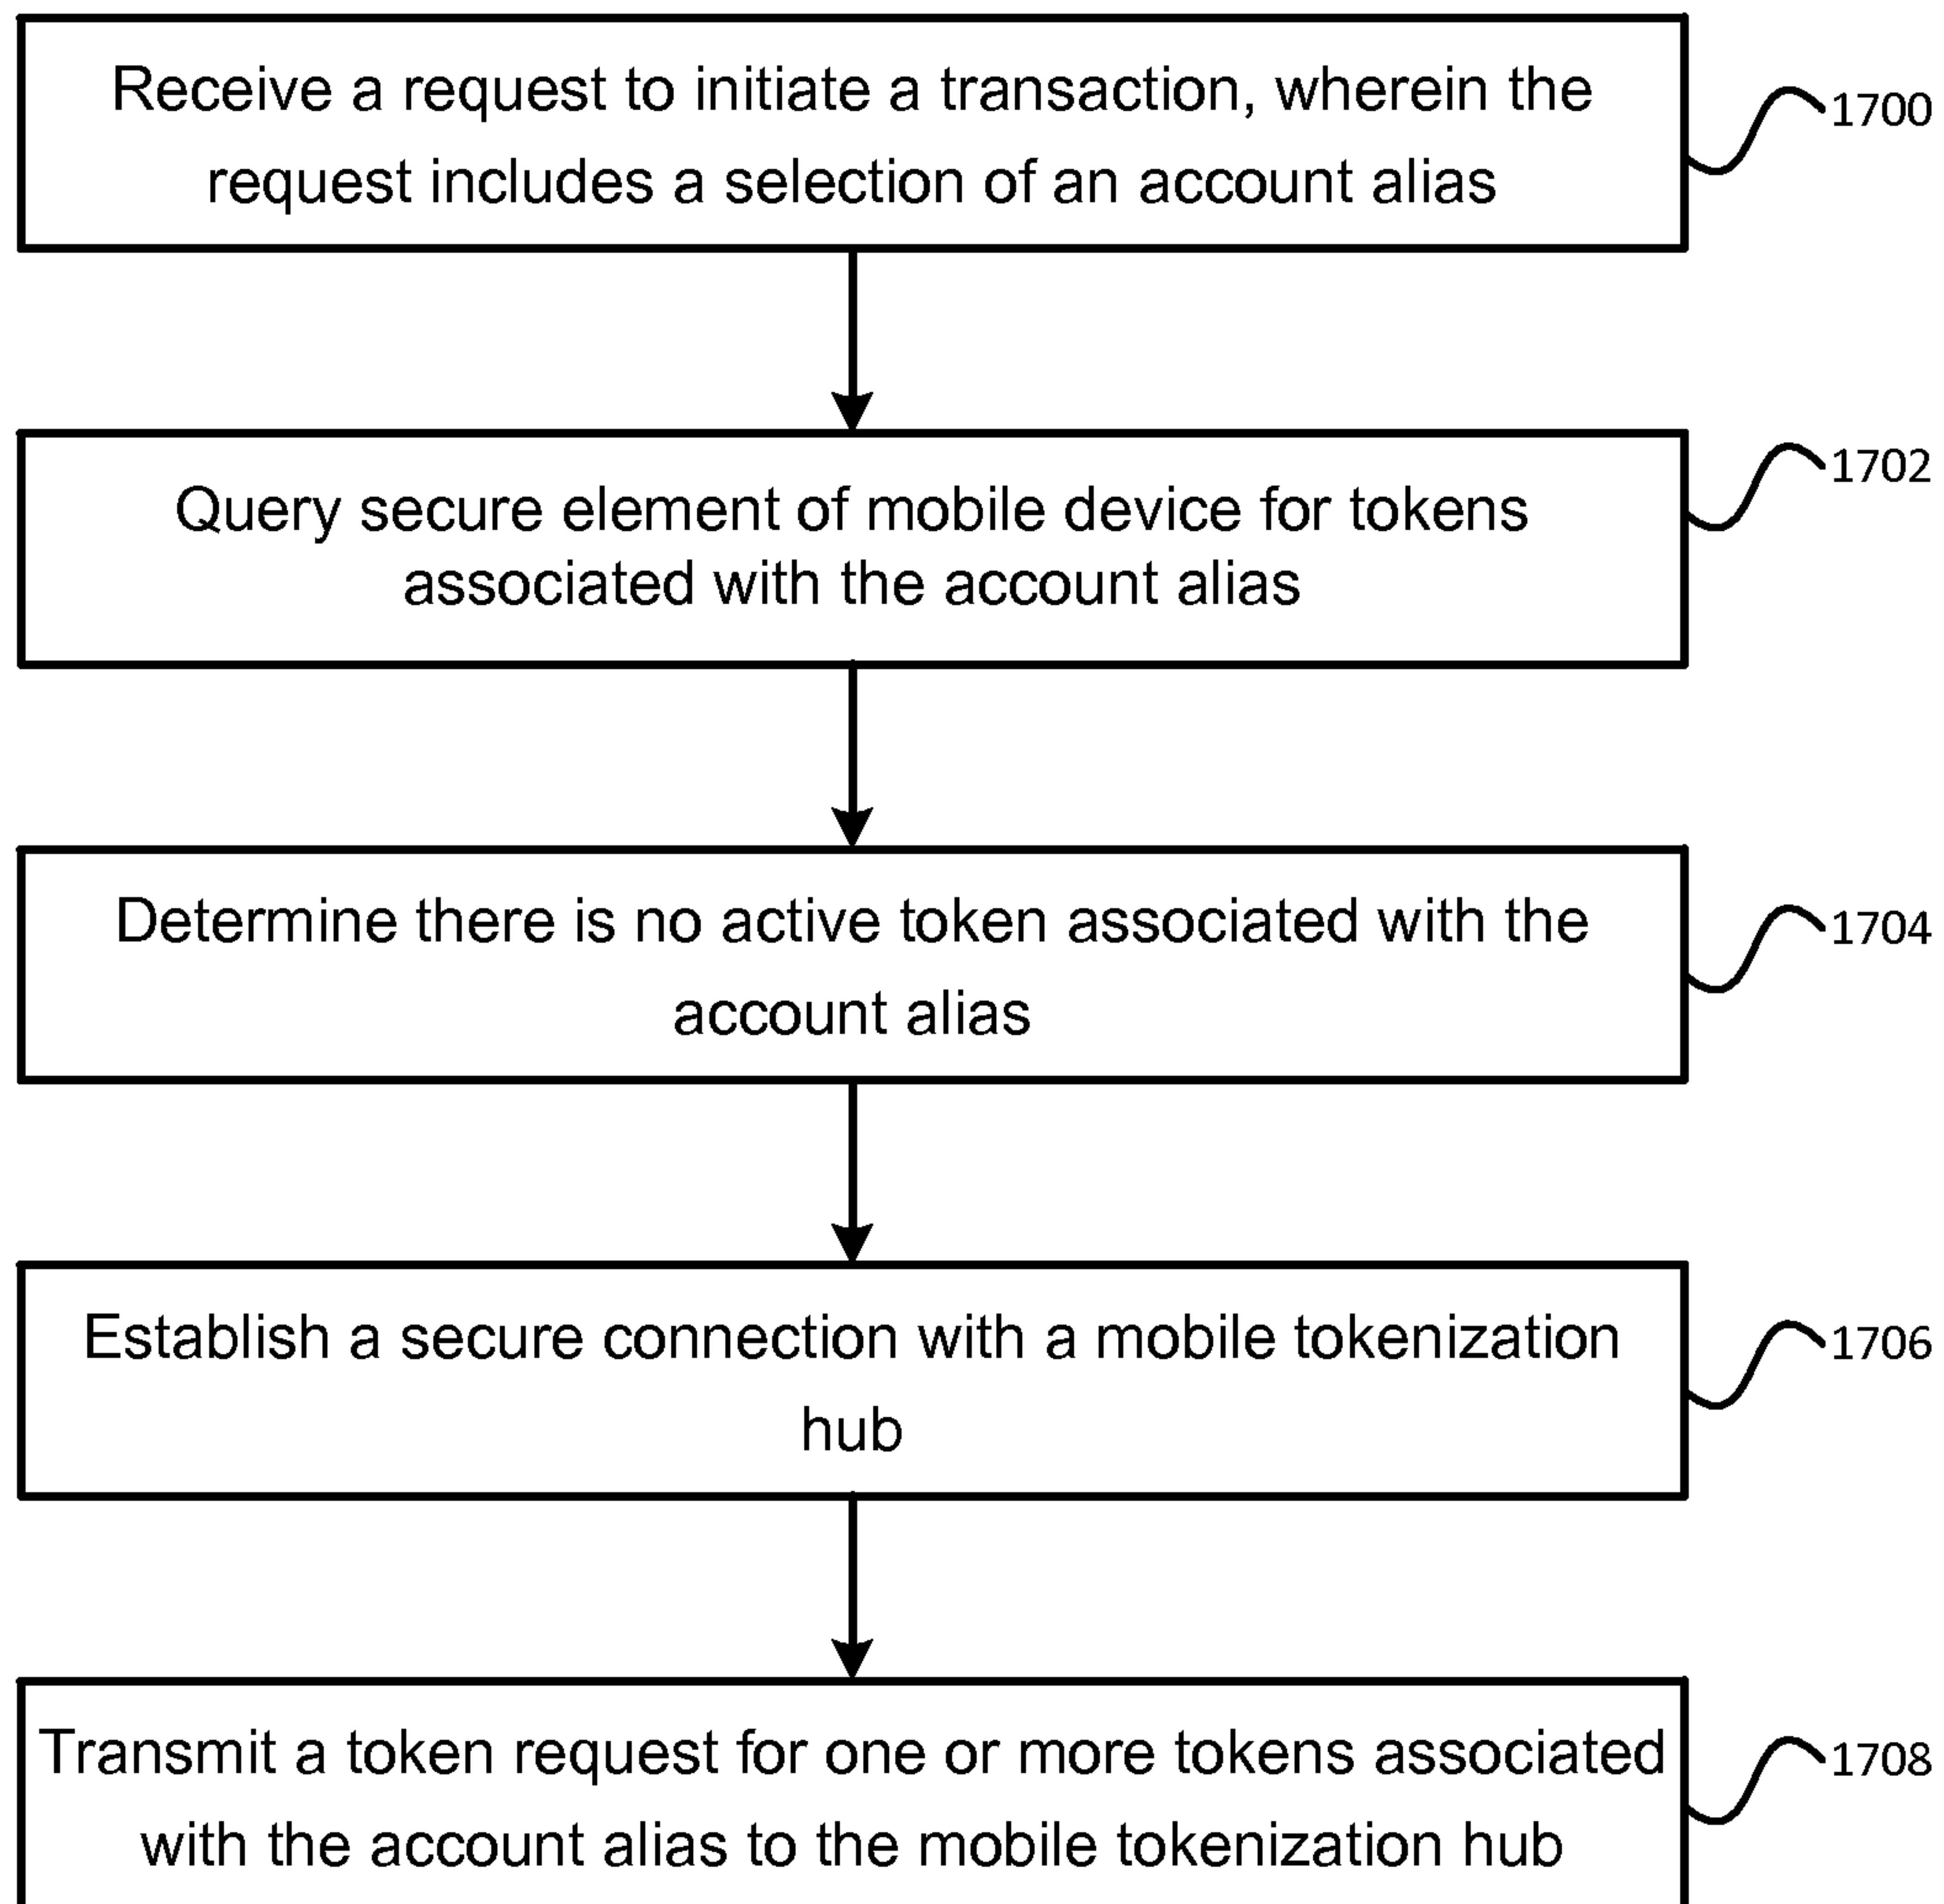 Receive a request to initiate a transaction, wherein the
request includes a selection of an account alias
1700
Query secure element of mobile device for tokens
associated with the account alias
1702
Determine there is no active token associated with the
account alias
1704
Establish a secure connection with a mobile tokenization
hub
1706
Transmit a token request for one or more tokens associated
with the account alias to the mobile tokenization hub
1708